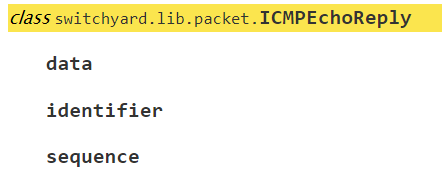 class switchyard.lib.packet.ICMPEchoReply
data
identifier
sequence